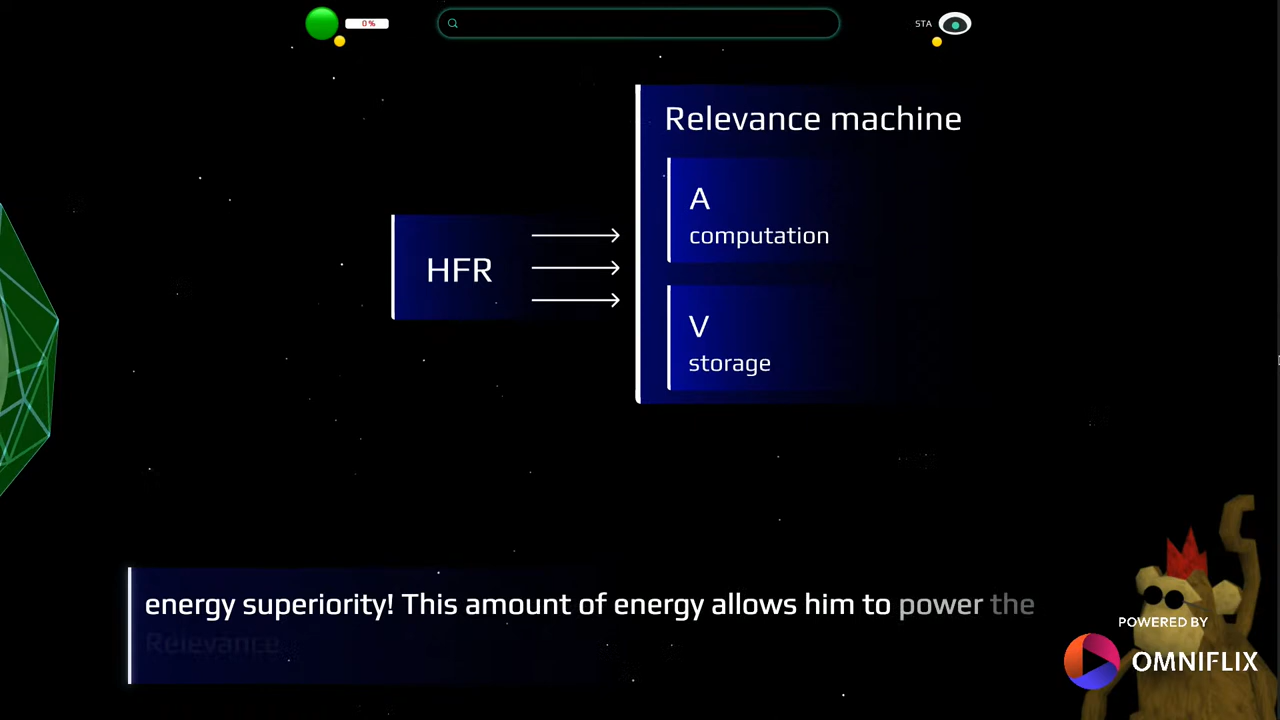 0 %
STA
Relevance machine
A
computation
HFR
V
storage
energy superiority! This amount of energy allows him to power the
Relevance
POWERED BY
OMNIFLIX